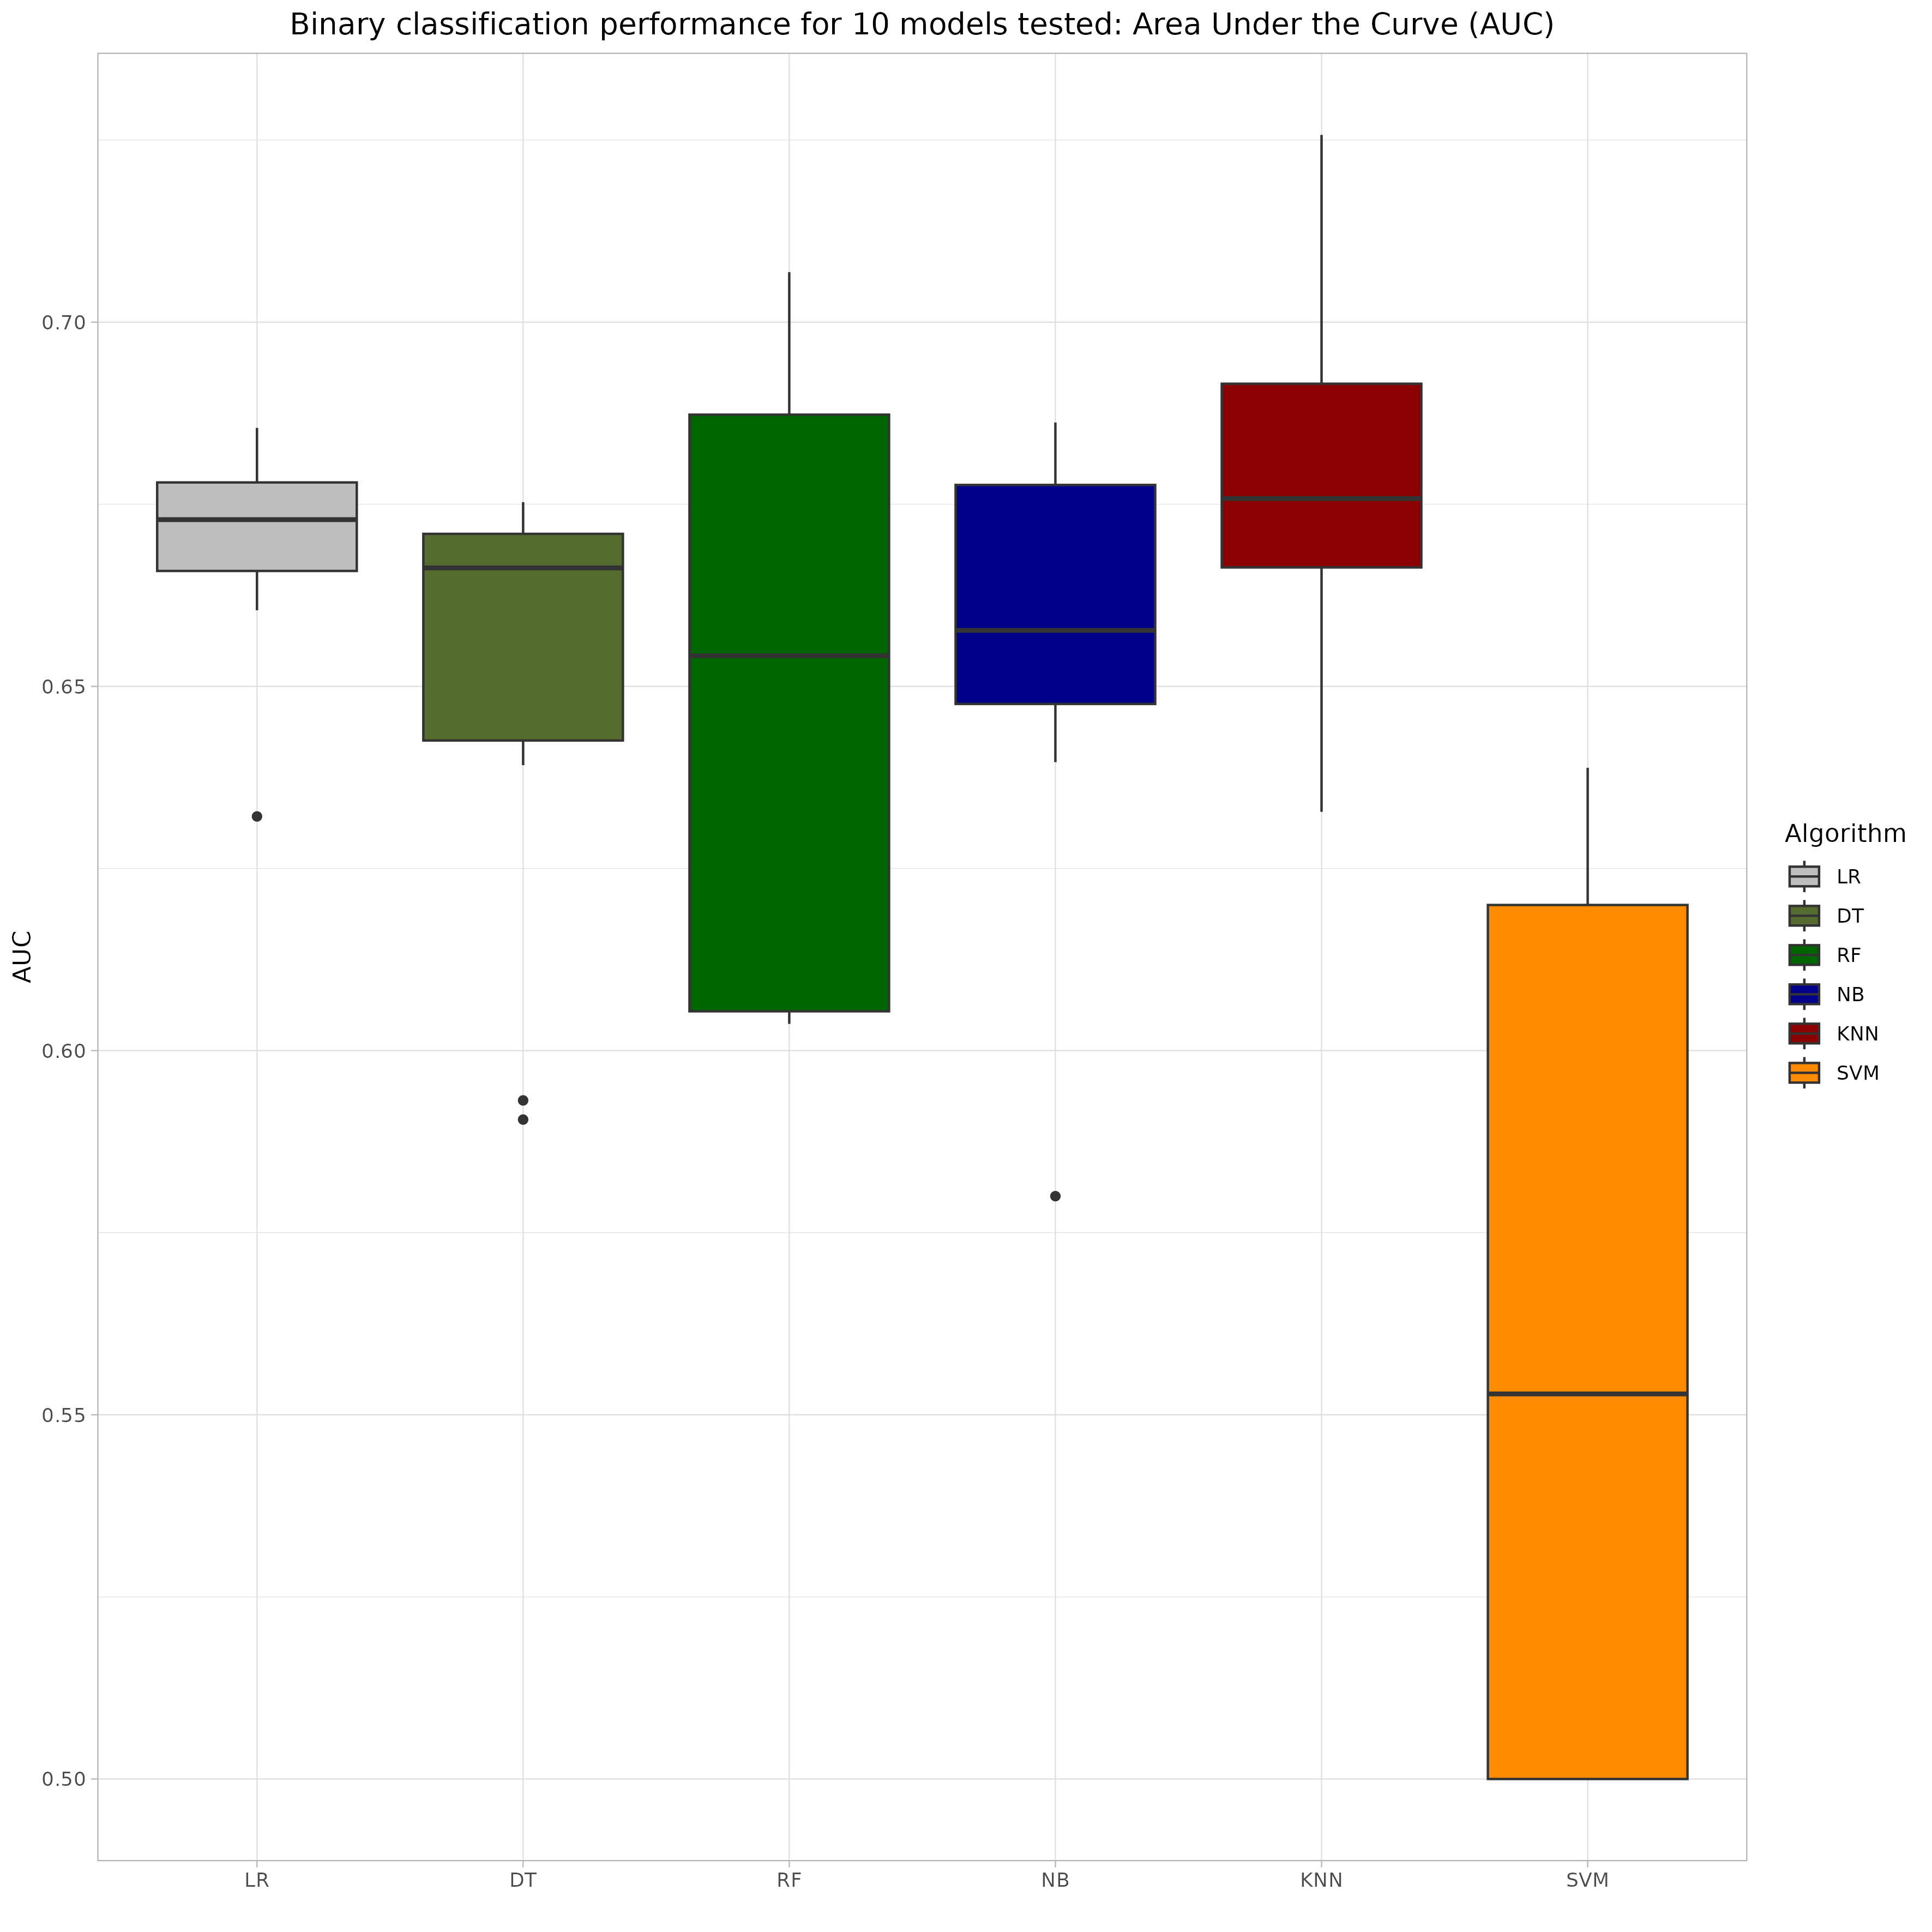 Binary classification performance for 10 models tested: Area Under the Curve (AUC)
AUC
0.70
0.65
0.60
0.55
0.50
LR DT RF NB KNN SVM
Algorithm
LR
DT
RF
NB
KNN
SVM